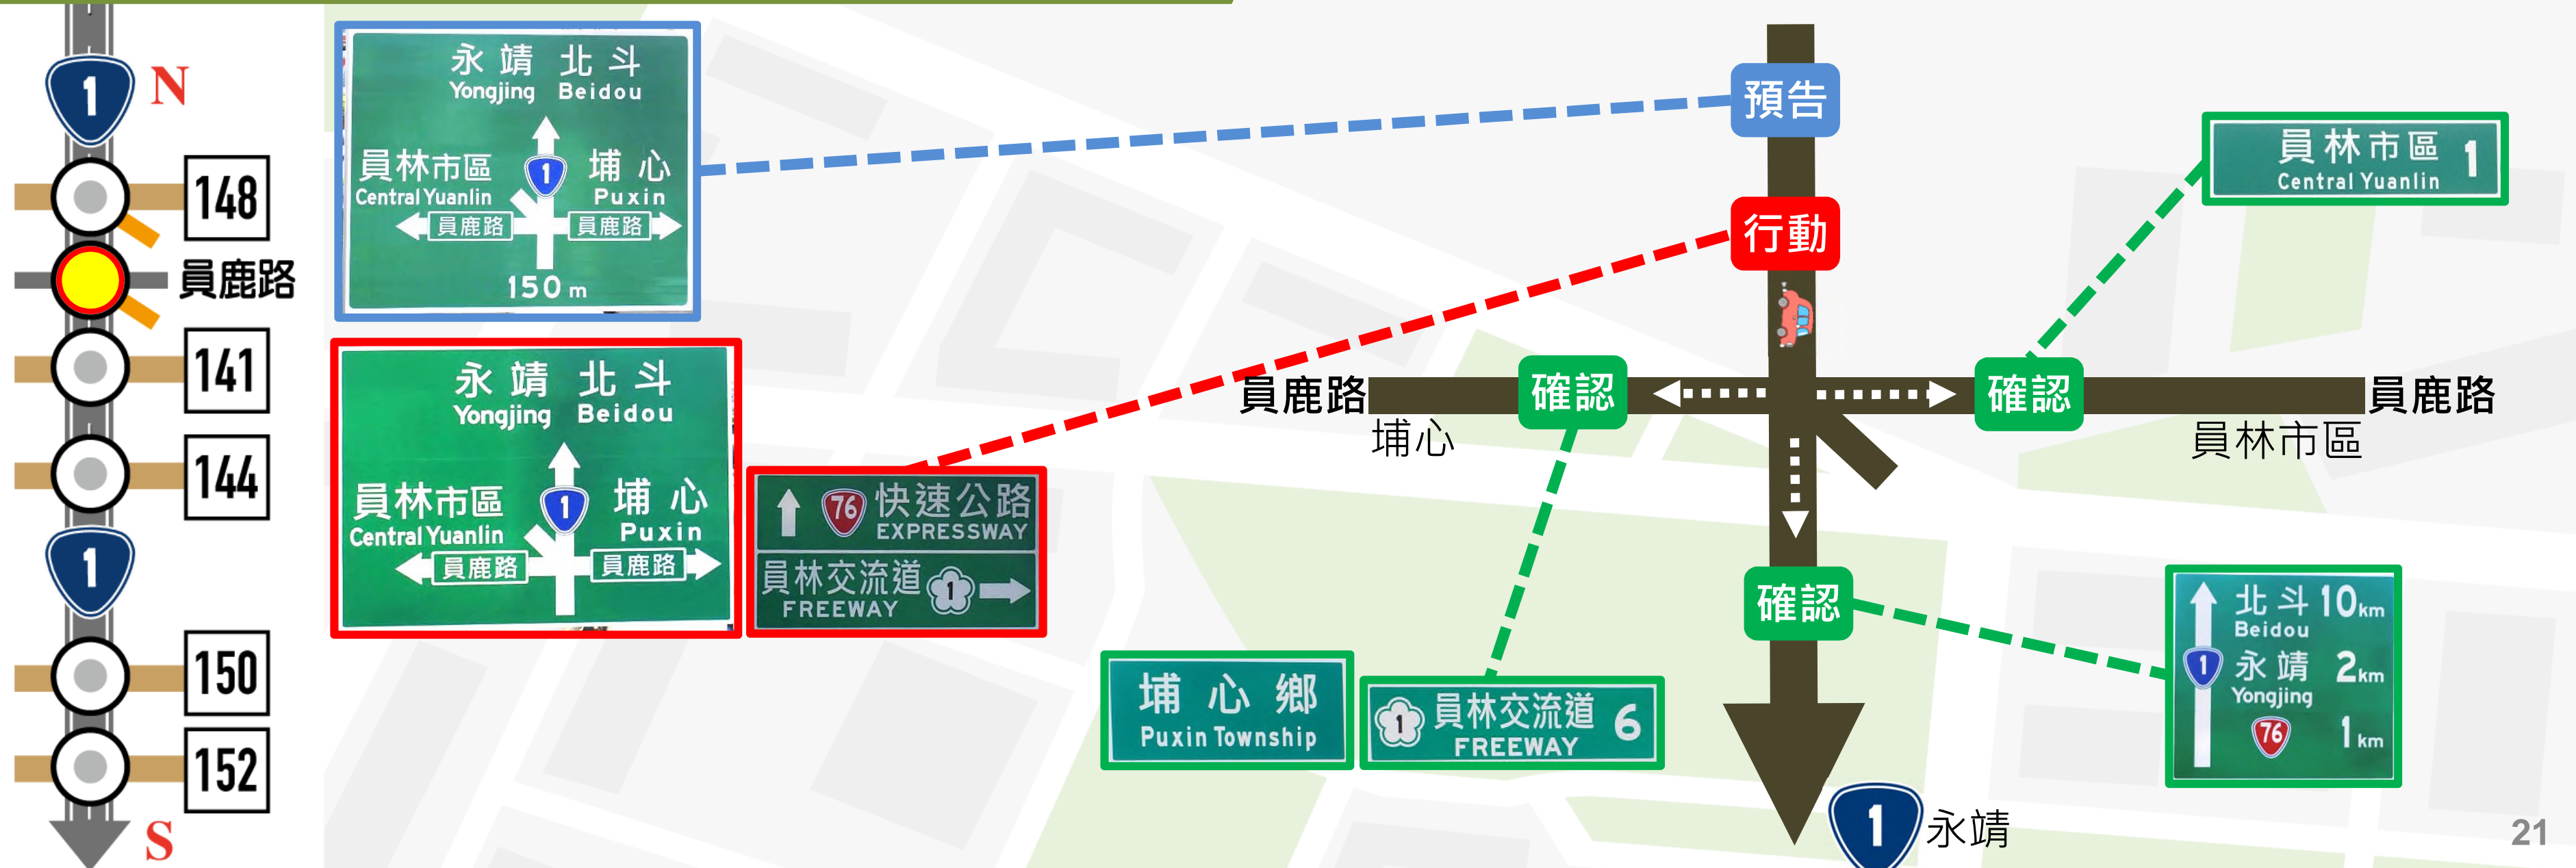 1
N
148
員鹿路
141
144
1
150
152
S
永靖 北斗
Yongjing Beidou
員林市區 1 埔心
Central Yuanlin Puxin
員鹿路 員鹿路
150 m
永靖 北斗
Yongjing Beidou
員林市區 1 埔心
Central Yuanlin Puxin
員鹿路 員鹿路
76 快速公路
EXPRESSWAY
員林交流道 1
FREEWAY
預告
行動
員鹿路
埔心
確認
確認
員鹿路
員林市區
員林市區 1
Central Yuanlin
確認
埔心鄉
Puxin Township
1 員林交流道 6
FREEWAY
北斗 10km
Beidou
1 永靖 2km
Yongjing
76 1km
1 永靖
21